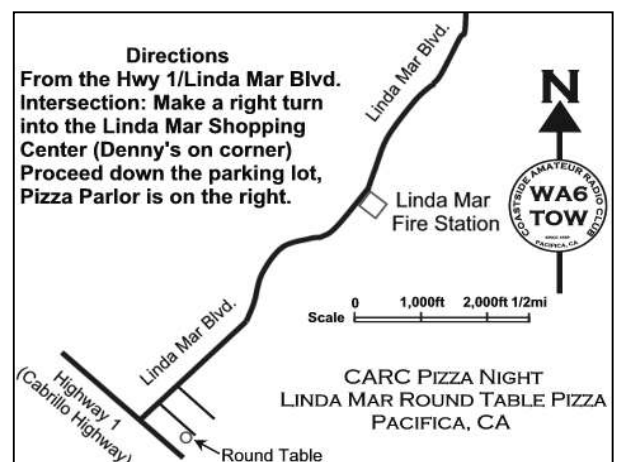 Directions
From the Hwy 1/Linda Mar Blvd.
Intersection: Make a right turn
into the Linda Mar Shopping
Center (Denny's on corner)
Proceed down the parking lot,
Pizza Parlor is on the right.
Linda Mar Blvd.
N
COASTSIDE AMATEUR RADIO CLUB
WA6
TOW
PACIFICA, CA
Linda Mar
Fire Station
0 1,000ft 2,000ft 1/2mi
Scale
Linda Mar Blvd.
Highway 1
(Cabrillo Highway)
CARC PIZZA NIGHT
LINDA MAR ROUND TABLE PIZZA
PACIFICA, CA
Round Table